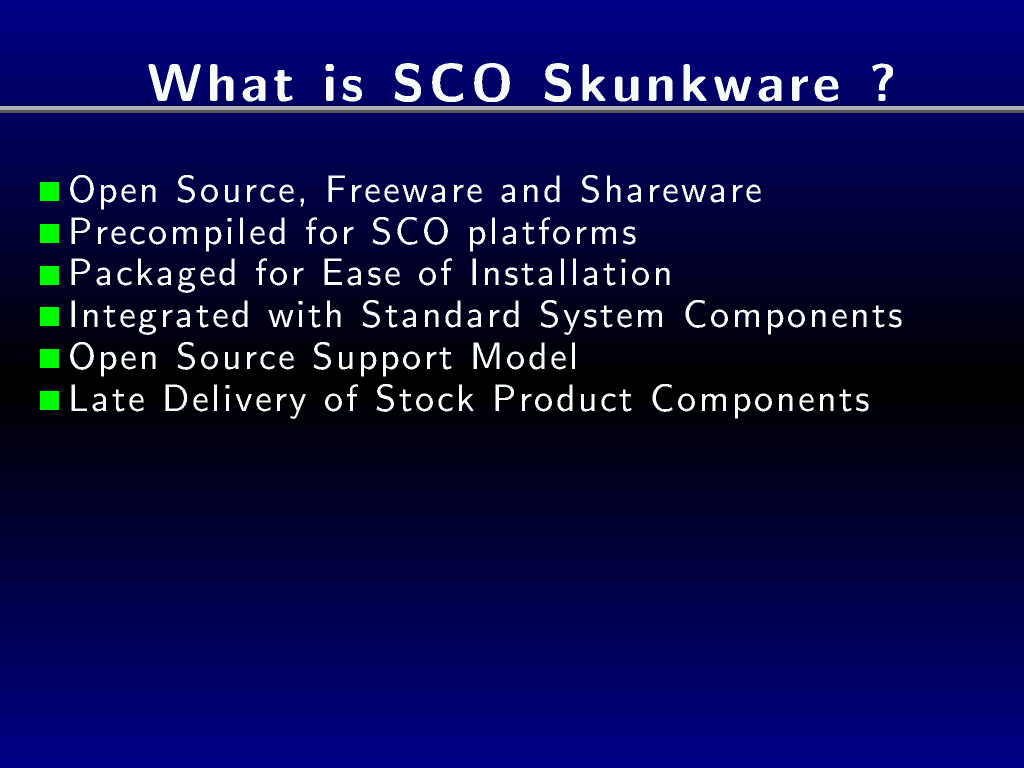 What is SCO Skunkware ?
Open Source, Freeware and Shareware
Precompiled for SCO platforms
Packaged for Ease of Installation
Integrated with Standard System Components
Open Source Support Model
Late Delivery of Stock Product Components